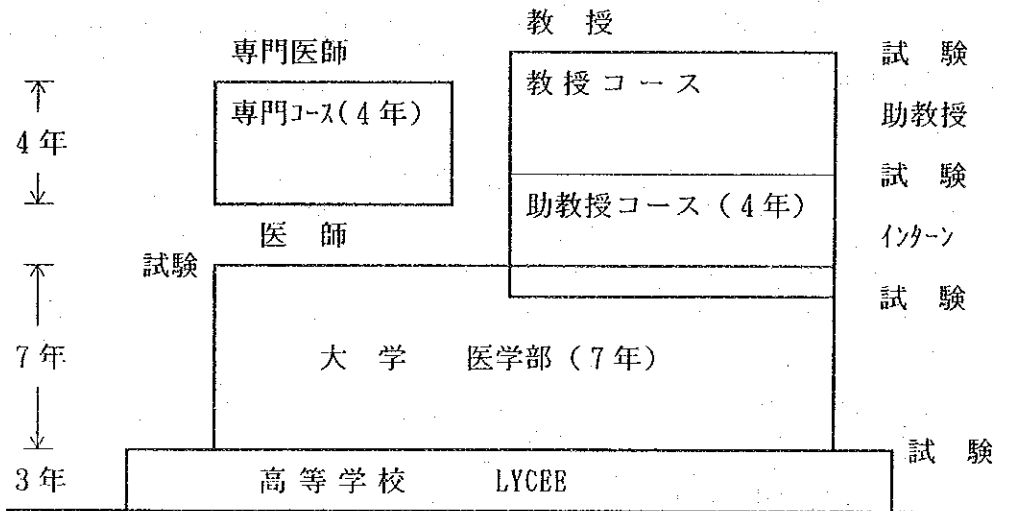 教 授
専門医師
試 験
教授コース
専門コース(4年)
4年
助教授
試 験
助教授コース(4年)
医 師
インターン
試験
試 験
7年
大 学 医学部(7年)
試 験
3年
高等学校 LYCEE